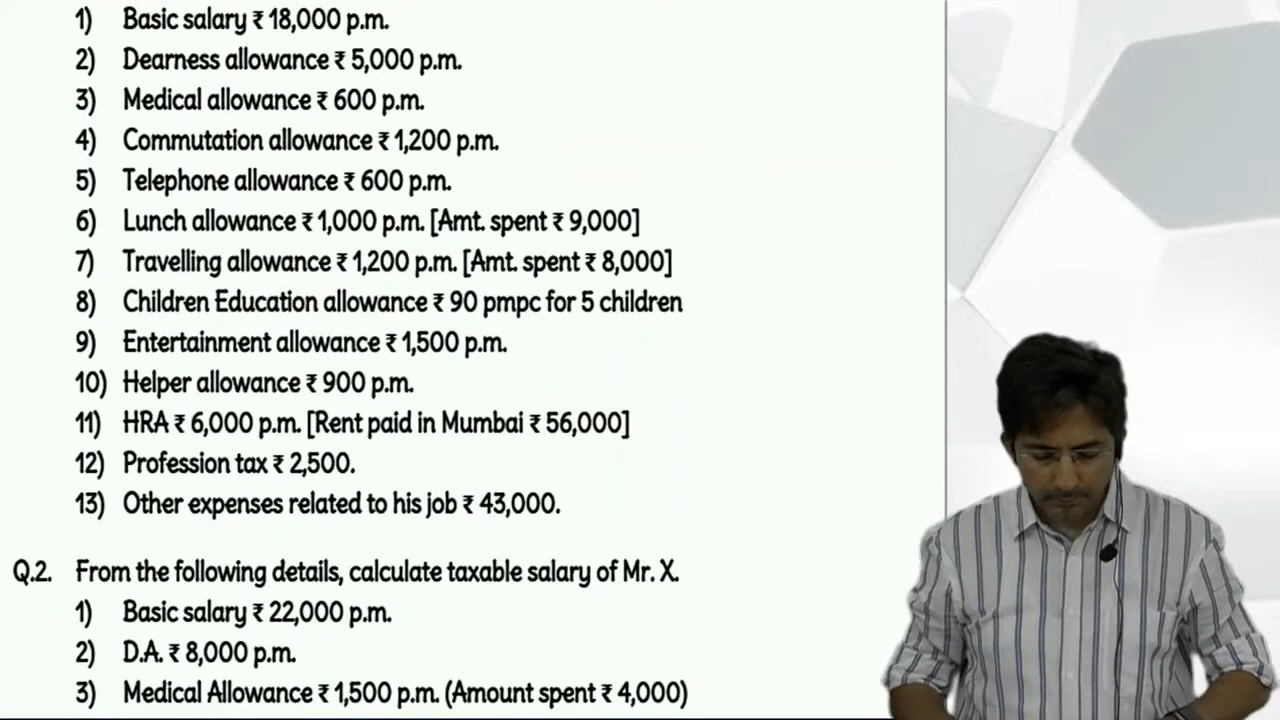 1) Basic salary ₹ 18,000 p.m.
2) Dearness allowance ₹ 5,000 p.m.
3) Medical allowance ₹ 600 p.m.
4) Commutation allowance ₹ 1,200 p.m.
5) Telephone allowance ₹ 600 p.m.
6) Lunch allowance ₹ 1,000 p.m. [Amt. spent ₹ 9,000]
7) Travelling allowance ₹ 1,200 p.m. [Amt. spent ₹ 8,000]
8) Children Education allowance ₹ 90 pmpc for 5 children
9) Entertainment allowance ₹ 1,500 p.m.
10) Helper allowance ₹ 900 p.m.
11) HRA ₹ 6,000 p.m. [Rent paid in Mumbai ₹ 56,000]
12) Profession tax ₹ 2,500.
13) Other expenses related to his job ₹ 43,000.
Q.2. From the following details, calculate taxable salary of Mr. X.
1) Basic salary ₹ 22,000 p.m.
2) D.A. ₹ 8,000 p.m.
3) Medical Allowance ₹ 1,500 p.m. (Amount spent ₹ 4,000)